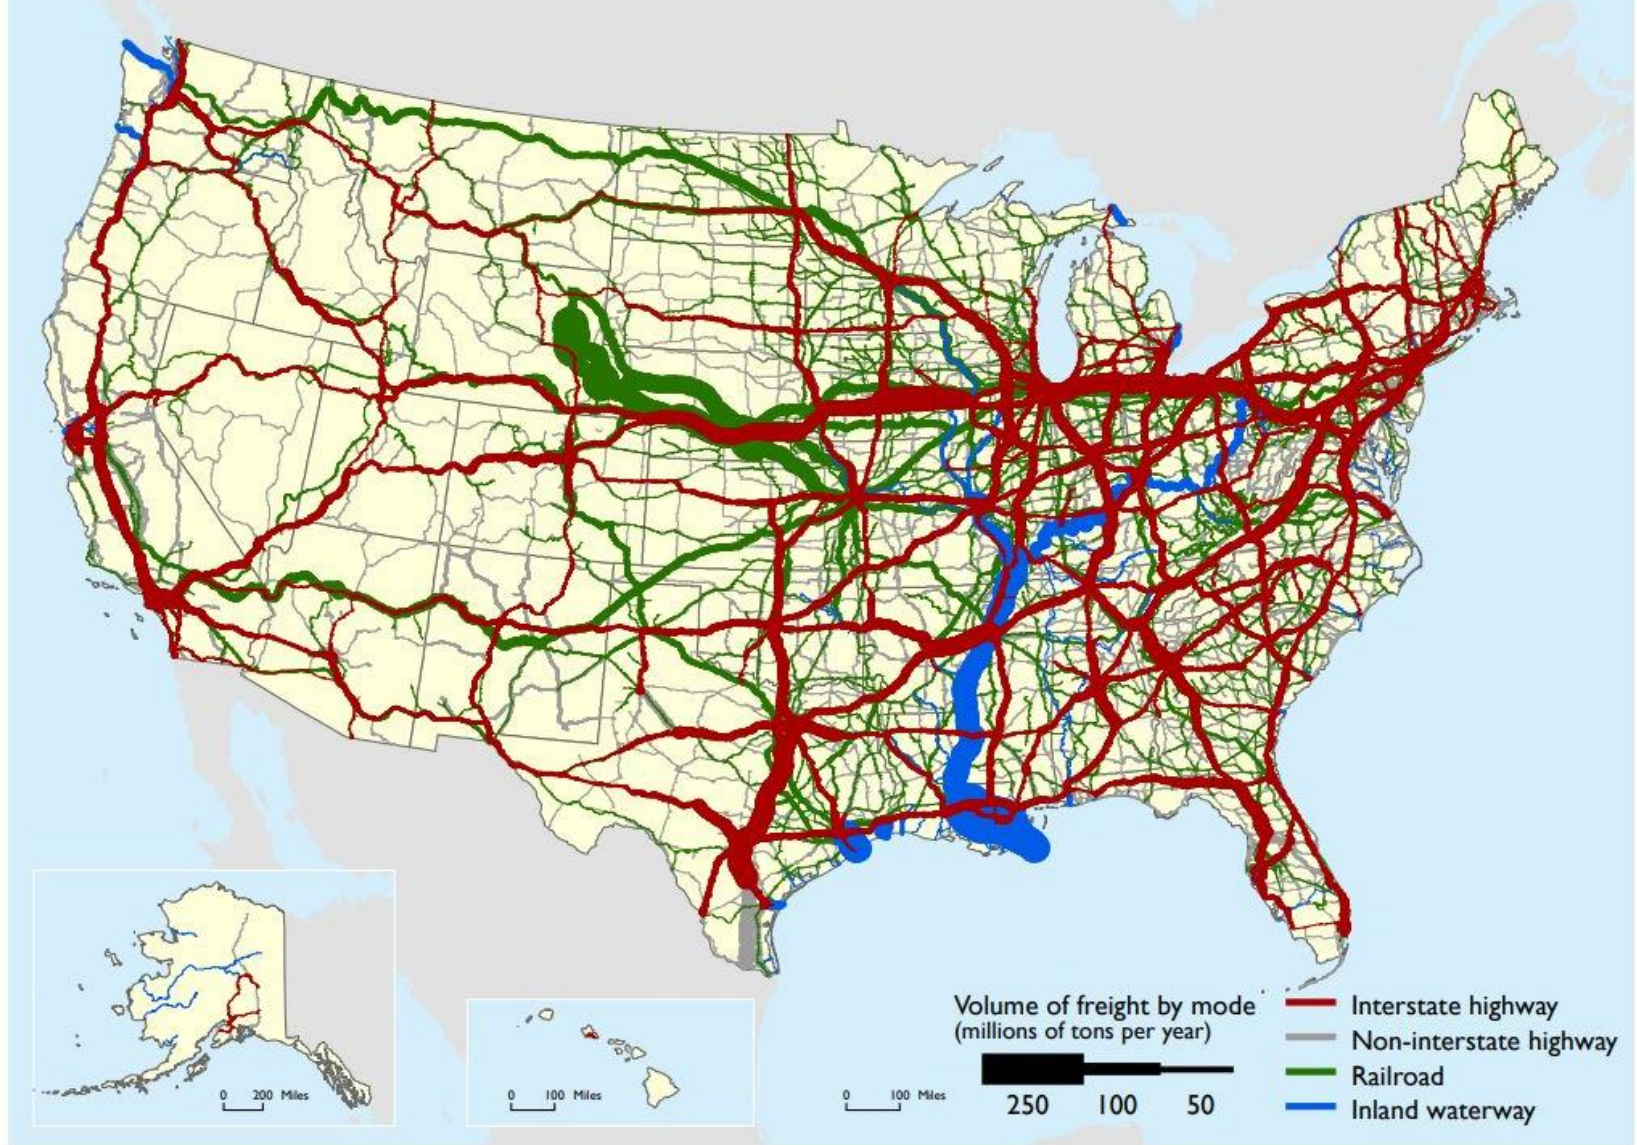 Volume of freight by mode
(millions of tons per year)
250 100 50
Interstate highway
Non-interstate highway
Railroad
Inland waterway
0 200 Miles
0 100 Miles
0 100 Miles